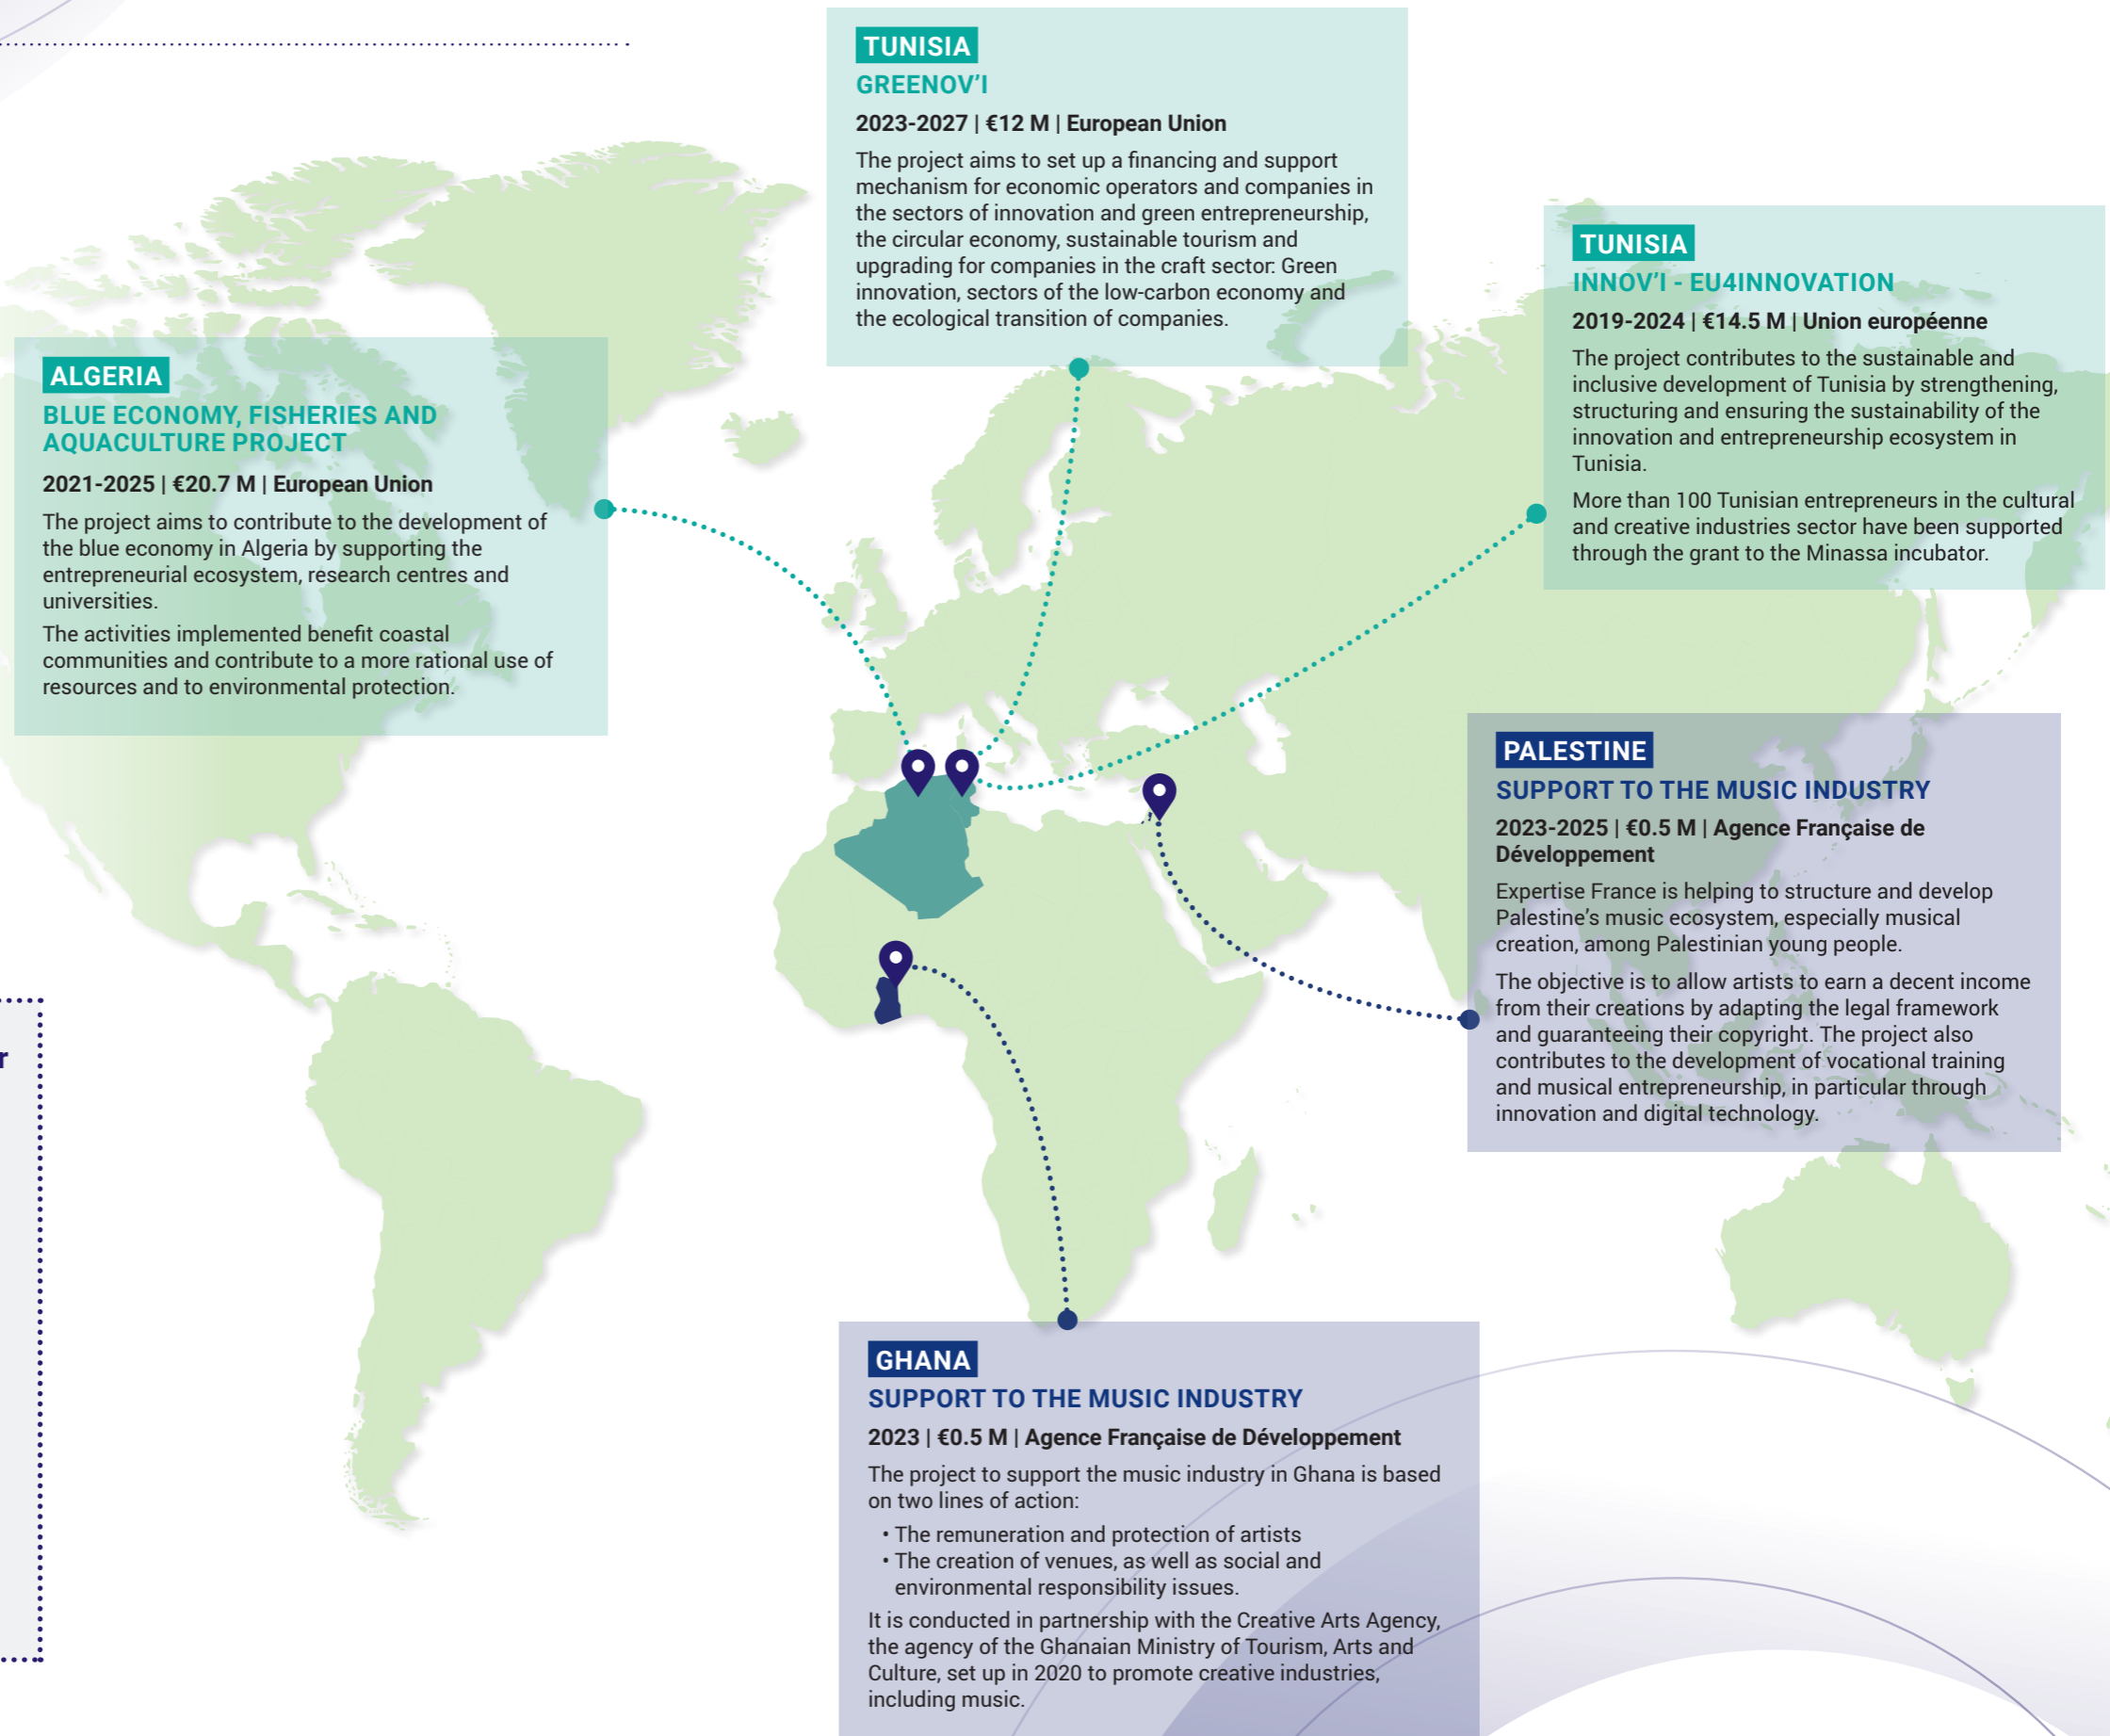 TUNISIA
GREENOV'I
2023-2027 | €12 M | European Union
The project aims to set up a financing and support
mechanism for economic operators and companies in
the sectors of innovation and green entrepreneurship,
the circular economy, sustainable tourism and
upgrading for companies in the craft sector: Green
innovation, sectors of the low-carbon economy and
the ecological transition of companies.
TUNISIA
INNOV'I - EU4INNOVATION
2019-2024 | €14.5 M | Union européenne
The project contributes to the sustainable and
inclusive development of Tunisia by strengthening,
structuring and ensuring the sustainability of the
innovation and entrepreneurship ecosystem in
Tunisia.
More than 100 Tunisian entrepreneurs in the cultural
and creative industries sector have been supported
through the grant to the Minassa incubator.
ALGERIA
BLUE ECONOMY, FISHERIES AND
AQUACULTURE PROJECT
2021-2025 | €20.7 M | European Union
The project aims to contribute to the development of
the blue economy in Algeria by supporting the
entrepreneurial ecosystem, research centres and
universities.
The activities implemented benefit coastal
communities and contribute to a more rational use of
resources and to environmental protection.
PALESTINE
SUPPORT TO THE MUSIC INDUSTRY
2023-2025 | €0.5 M | Agence Française de
Développement
Expertise France is helping to structure and develop
Palestine's music ecosystem, especially musical
creation, among Palestinian young people.
The objective is to allow artists to earn a decent income
from their creations by adapting the legal framework
and guaranteeing their copyright. The project also
contributes to the development of vocational training
and musical entrepreneurship, in particular through
innovation and digital technology.
r
GHANA
SUPPORT TO THE MUSIC INDUSTRY
2023 | €0.5 M | Agence Française de Développement
The project to support the music industry in Ghana is based
on two lines of action:
• The remuneration and protection of artists
• The creation of venues, as well as social and
environmental responsibility issues.
It is conducted in partnership with the Creative Arts Agency,
the agency of the Ghanaian Ministry of Tourism, Arts and
Culture, set up in 2020 to promote creative industries,
including music.